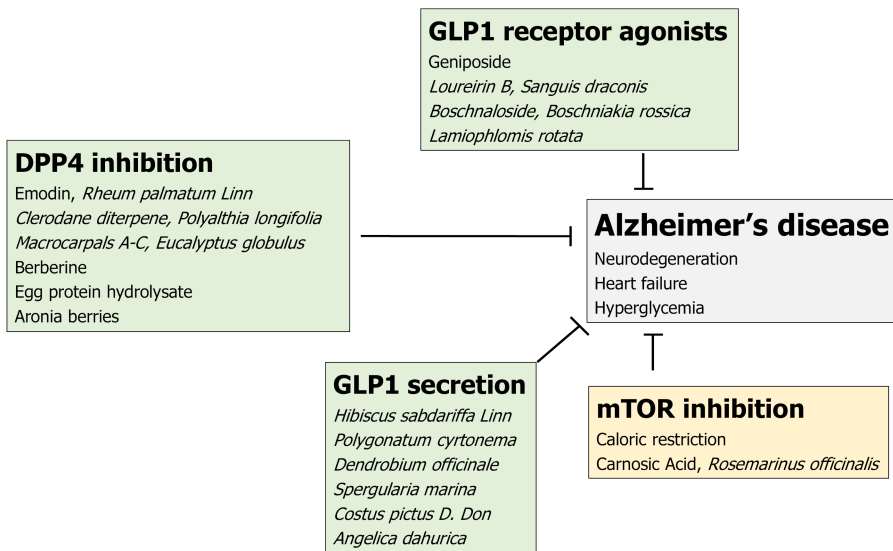 GLP1 receptor agonists
Geniposide
Loureirin B, Sanguis draconis
Boschnaloside, Boschniakia rossica
Lamiophlomis rotata
DPP4 inhibition
Emodin, Rheum palmatum Linn
Clerodane diterpene, Polyalthia longifolia
Macrocarpals A-C, Eucalyptus globulus
Berberine
Egg protein hydrolysate
Aronia berries
Alzheimer’s disease
Neurodegeneration
Heart failure
Hyperglycemia
GLP1 secretion
Hibiscus sabdariffa Linn
Polygonatum cyrtonema
Dendrobium officinale
Spergularia marina
Costus pictus D. Don
Angelica dahurica
mTOR inhibition
Caloric restriction
Carnosic Acid, Rosemarinus officinalis